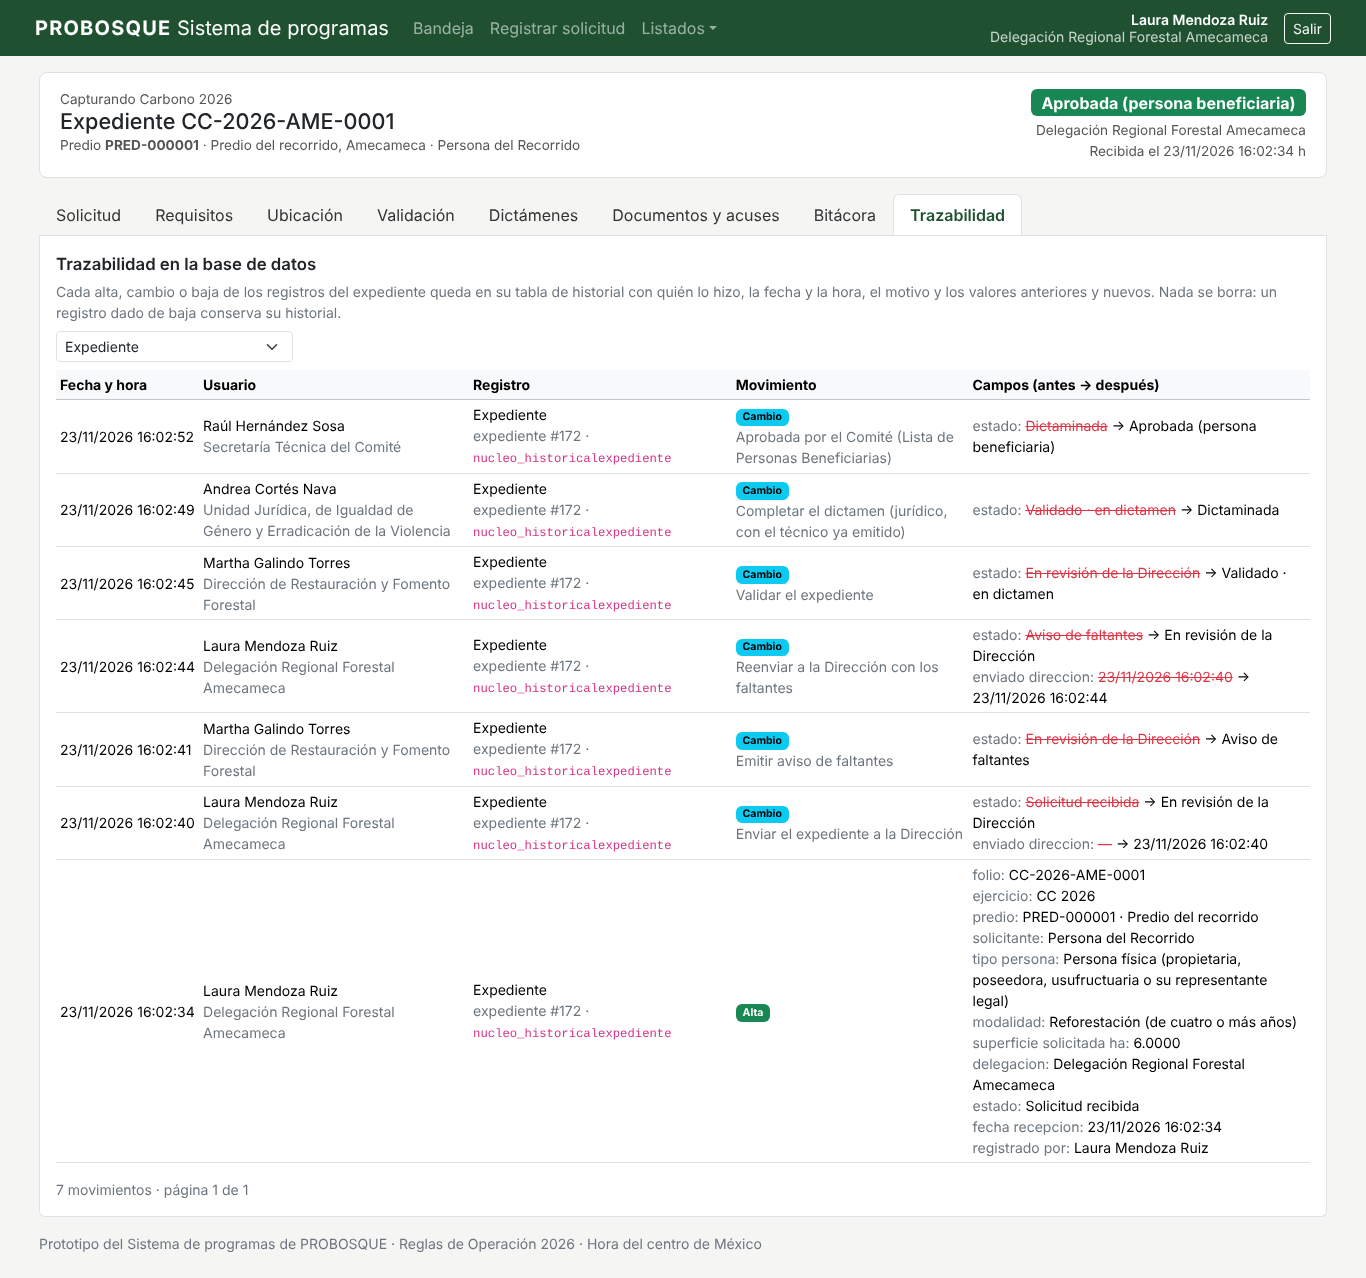 PROBOSQUE Sistema de programas
Bandeja
Registrar solicitud
Listados
Laura Mendoza Ruiz
Delegación Regional Forestal Amecameca
Salir
Capturando Carbono 2026
Expediente CC-2026-AME-0001
Predio PRED-000001 · Predio del recorrido, Amecameca · Persona del Recorrido
Aprobada (persona beneficiaria)
Delegación Regional Forestal Amecameca
Recibida el 23/11/2026 16:02:34 h
Solicitud
Requisitos
Ubicación
Validación
Dictámenes
Documentos y acuses
Bitácora
Trazabilidad
Trazabilidad en la base de datos
Cada alta, cambio o baja de los registros del expediente queda en su tabla de historial con quién lo hizo, la fecha y la hora, el motivo y los valores anteriores y nuevos. Nada se borra: un
registro dado de baja conserva su historial.
Expediente
Fecha y hora
Usuario
Registro
Movimiento
Campos (antes → después)
23/11/2026 16:02:52
Raúl Hernández Sosa
Secretaría Técnica del Comité
Expediente
expediente #172 ·
nucleo_historicalexpediente
Cambio
Aprobada por el Comité (Lista de
Personas Beneficiarias)
estado: Dictaminada → Aprobada (persona
beneficiaria)
23/11/2026 16:02:49
Andrea Cortés Nava
Unidad Jurídica, de Igualdad de
Género y Erradicación de la Violencia
Expediente
expediente #172 ·
nucleo_historicalexpediente
Cambio
Completar el dictamen (jurídico,
con el técnico ya emitido)
estado: Validado · en dictamen → Dictaminada
23/11/2026 16:02:45
Martha Galindo Torres
Dirección de Restauración y Fomento
Forestal
Expediente
expediente #172 ·
nucleo_historicalexpediente
Cambio
Validar el expediente
estado: En revisión de la Dirección → Validado ·
en dictamen
23/11/2026 16:02:44
Laura Mendoza Ruiz
Delegación Regional Forestal
Amecameca
Expediente
expediente #172 ·
nucleo_historicalexpediente
Cambio
Reenviar a la Dirección con los
faltantes
estado: Aviso de faltantes → En revisión de la
Dirección
enviado direccion: 23/11/2026 16:02:40 →
23/11/2026 16:02:44
23/11/2026 16:02:41
Martha Galindo Torres
Dirección de Restauración y Fomento
Forestal
Expediente
expediente #172 ·
nucleo_historicalexpediente
Cambio
Emitir aviso de faltantes
estado: En revisión de la Dirección → Aviso de
faltantes
23/11/2026 16:02:40
Laura Mendoza Ruiz
Delegación Regional Forestal
Amecameca
Expediente
expediente #172 ·
nucleo_historicalexpediente
Cambio
Enviar el expediente a la Dirección
estado: Solicitud recibida → En revisión de la
Dirección
enviado direccion: — → 23/11/2026 16:02:40
23/11/2026 16:02:34
Laura Mendoza Ruiz
Delegación Regional Forestal
Amecameca
Expediente
expediente #172 ·
nucleo_historicalexpediente
Alta
folio: CC-2026-AME-0001
ejercicio: CC 2026
predio: PRED-000001 · Predio del recorrido
solicitante: Persona del Recorrido
tipo persona: Persona física (propietaria,
poseedora, usufructuaria o su representante
legal)
modalidad: Reforestación (de cuatro o más años)
superficie solicitada ha: 6.0000
delegacion: Delegación Regional Forestal
Amecameca
estado: Solicitud recibida
fecha recepcion: 23/11/2026 16:02:34
registrado por: Laura Mendoza Ruiz
7 movimientos · página 1 de 1
Prototipo del Sistema de programas de PROBOSQUE · Reglas de Operación 2026 · Hora del centro de México